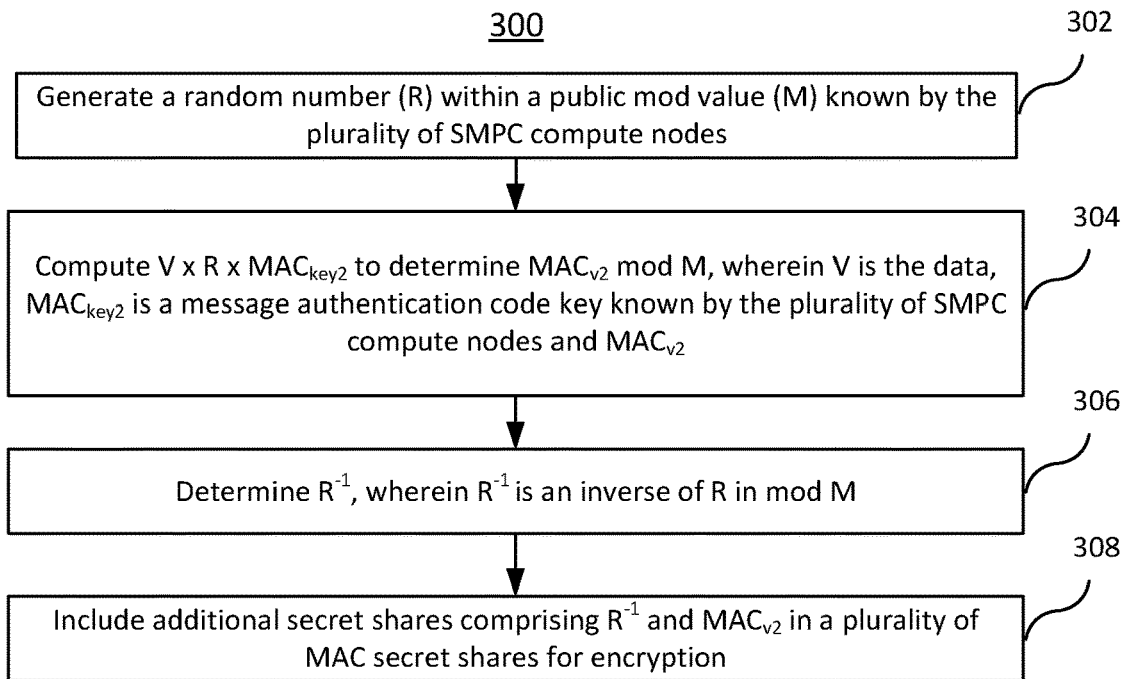 300
302
Generate a random number (R) within a public mod value (M) known by the
plurality of SMPC compute nodes
304
Compute V x R x MACkey2 to determine MACv2 mod M, wherein V is the data,
MACkey2 is a message authentication code key known by the plurality of SMPC
compute nodes and MACv2
306
Determine R-1, wherein R-1 is an inverse of R in mod M
308
Include additional secret shares comprising R-1 and MACv2 in a plurality of
MAC secret shares for encryption